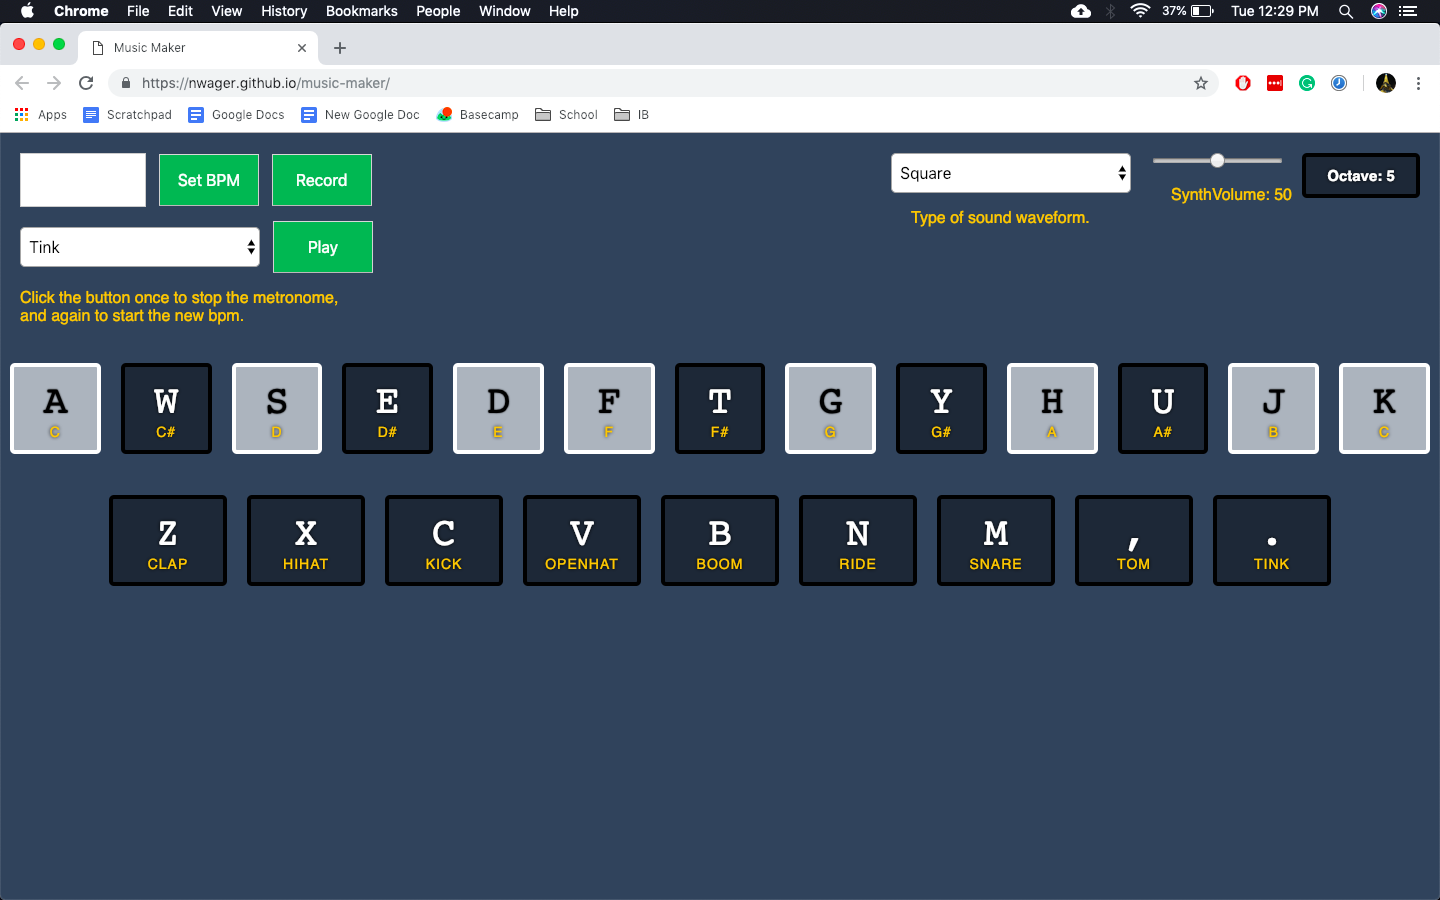 Chrome File Edit View History Bookmarks People Window Help 37% Tue 12:29 PM
Music Maker
https://nwager.github.io/music-maker/
Apps Scratchpad Google Docs New Google Doc Basecamp School IB
Set BPM Record Square Octave: 5
SynthVolume: 50
Type of sound waveform.
Tink Play
Click the button once to stop the metronome,
and again to start the new bpm.
A W S E D F T G Y H U J K
C C# D D# E F F# G G# A A# B C
Z X C V B N M , .
CLAP HIHAT KICK OPENHAT BOOM RIDE SNARE TOM TINK